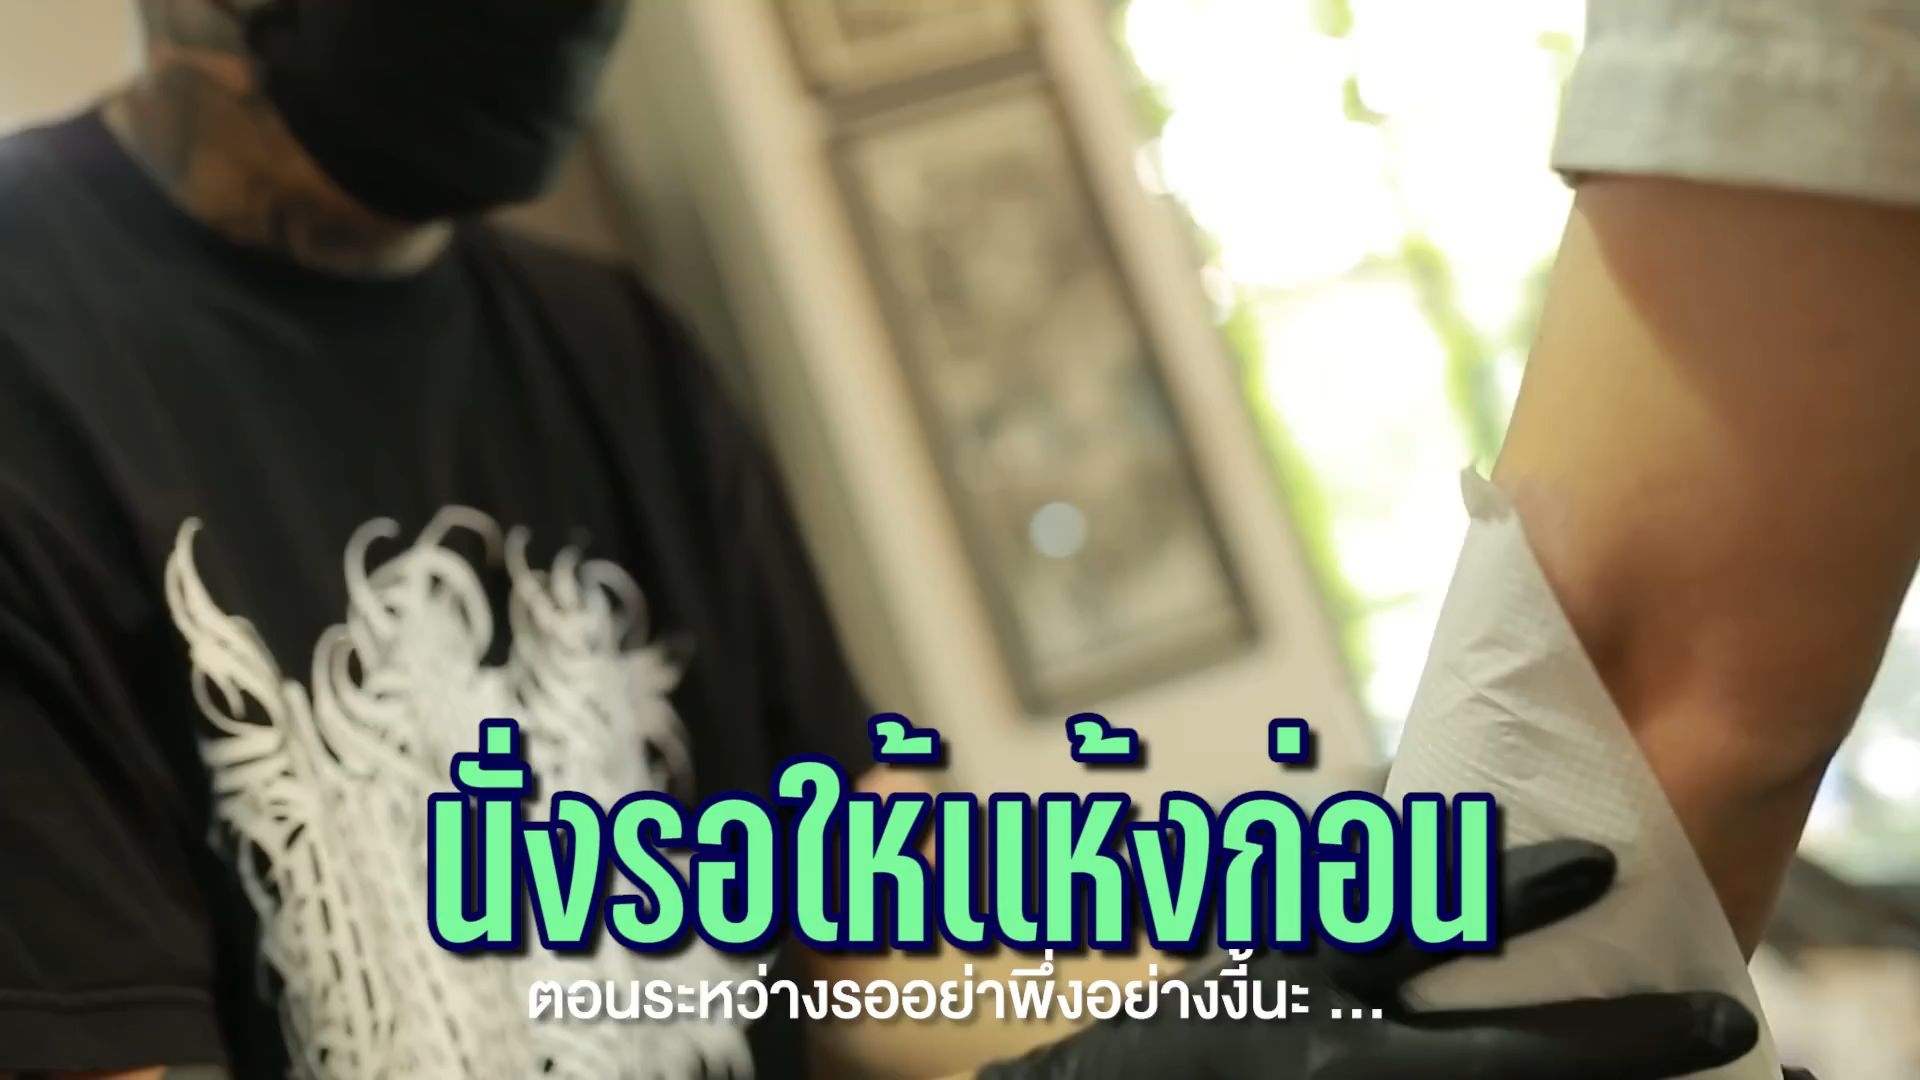 นั่งรอให้แห้งก่อน
ตอนระหว่างรออย่าพึ่งอย่างงี้นะ ...